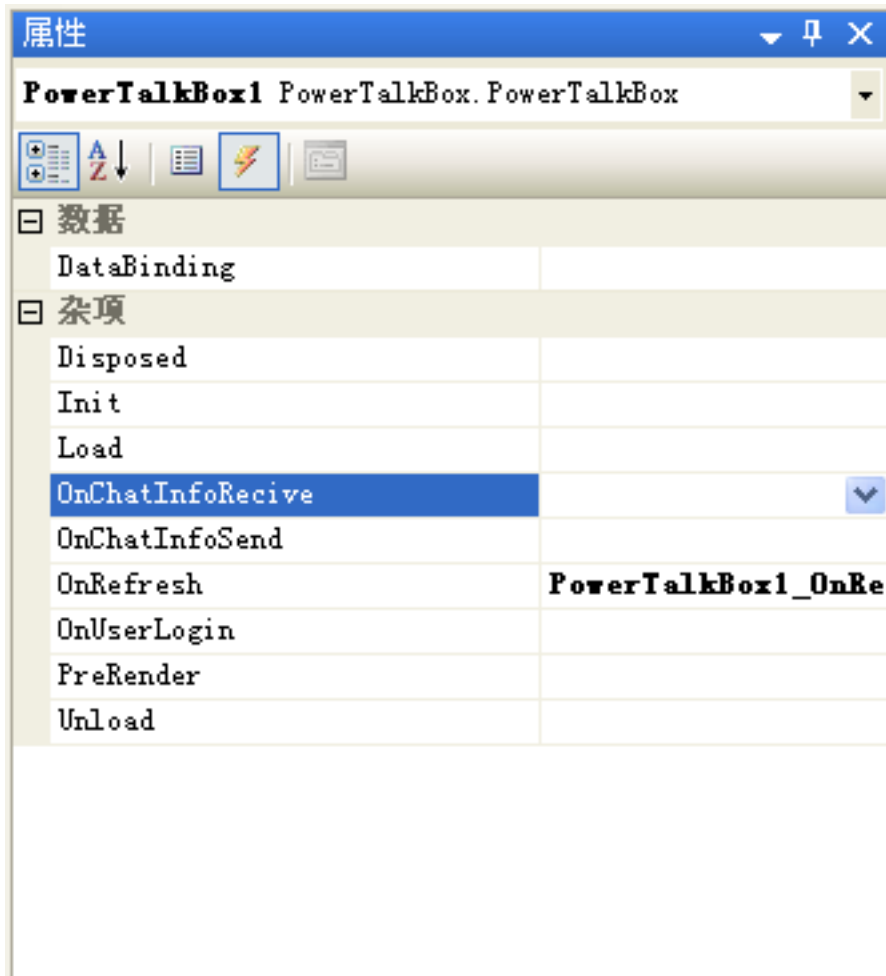 属性
PowerTalkBox1 PowerTalkBox.PowerTalkBox
数据
DataBinding
杂项
Disposed
Init
Load
OnChatInfoRecive
OnChatInfoSend
OnRefresh PowerTalkBox1_OnRe
OnUserLogin
PreRender
Unload